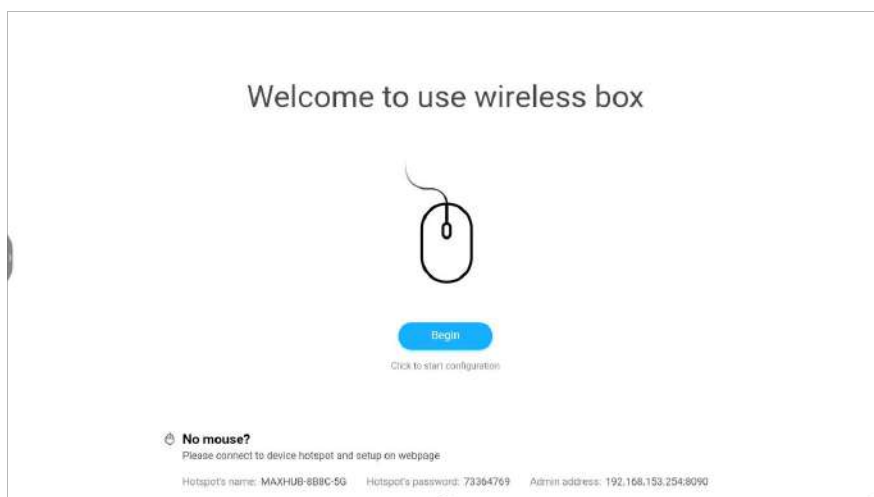 Welcome to use wireless box
Begin
Click to start configuration
No mouse?
Please connect to device hotspot and setup on webpage
Hotspot's name: MAXHUB-8B8C-5G Hotspot's password: 73364769 Admin address: 192.168.153.254:8090